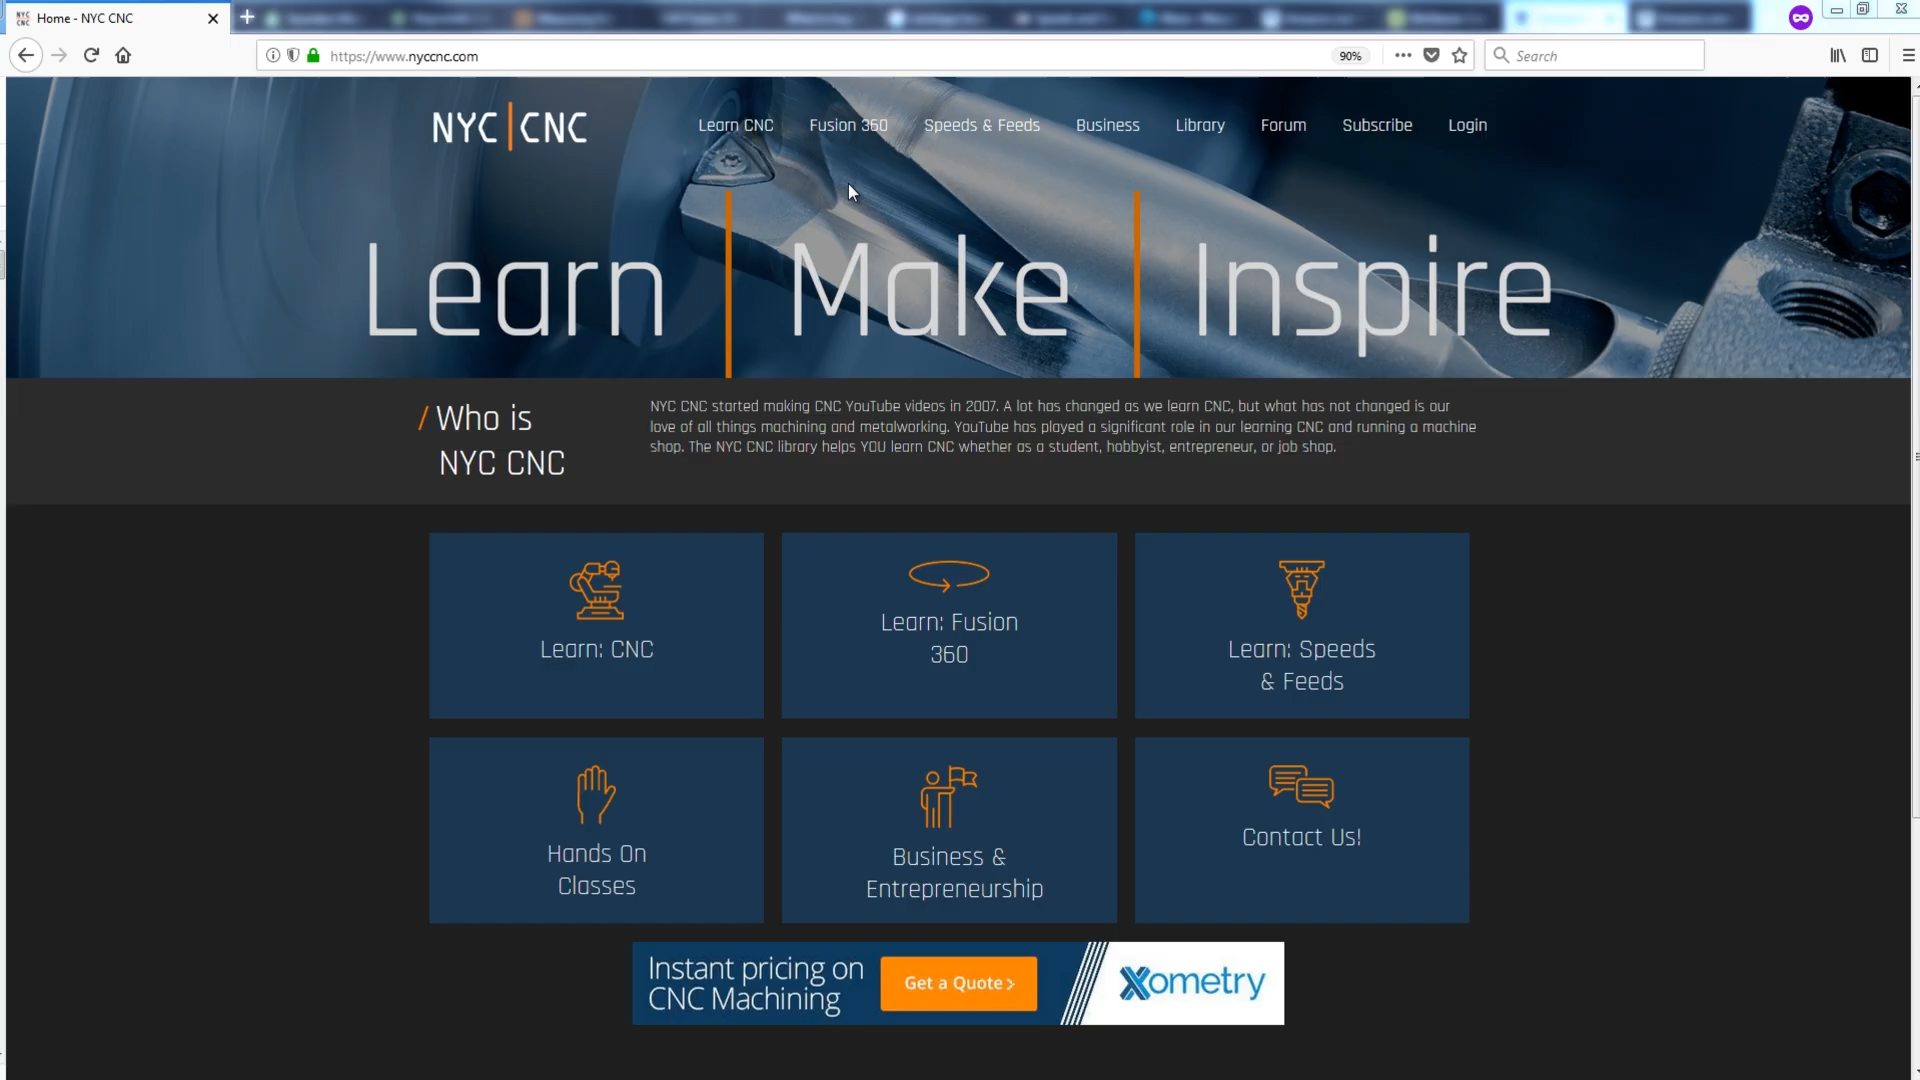 Home - NYC CNC
https://www.nyccnc.com
90%
Search
NYC|CNC
Learn CNC
Fusion 360
Speeds & Feeds
Business
Library
Forum
Subscribe
Login
Learn
Make
Inspire
/ Who is
NYC CNC
NYC CNC started making CNC YouTube videos in 2007. A lot has changed as we learn CNC, but what has not changed is our
love of all things machining and metalworking. YouTube has played a significant role in our learning CNC and running a machine
shop. The NYC CNC library helps YOU learn CNC whether as a student, hobbyist, entrepreneur, or job shop.
Learn: CNC
Learn: Fusion
360
Learn: Speeds
& Feeds
Hands On
Classes
Business &
Entrepreneurship
Contact Us!
Instant pricing on
CNC Machining
Get a Quote >
Xometry